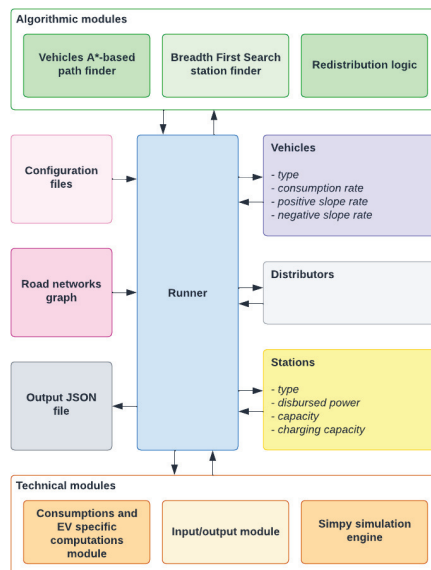 Algorithmic modules
Vehicles A*-based
path finder
Breadth First Search
station finder
Redistribution logic
Configuration
files
Road networks
graph
Output JSON
file
Runner
Vehicles
- type
- consumption rate
- positive slope rate
- negative slope rate
Distributors
Stations
- type
- disbursed power
- capacity
- charging capacity
Technical modules
Consumptions and
EV specific
computations
module
Input/output module
Simpy simulation
engine